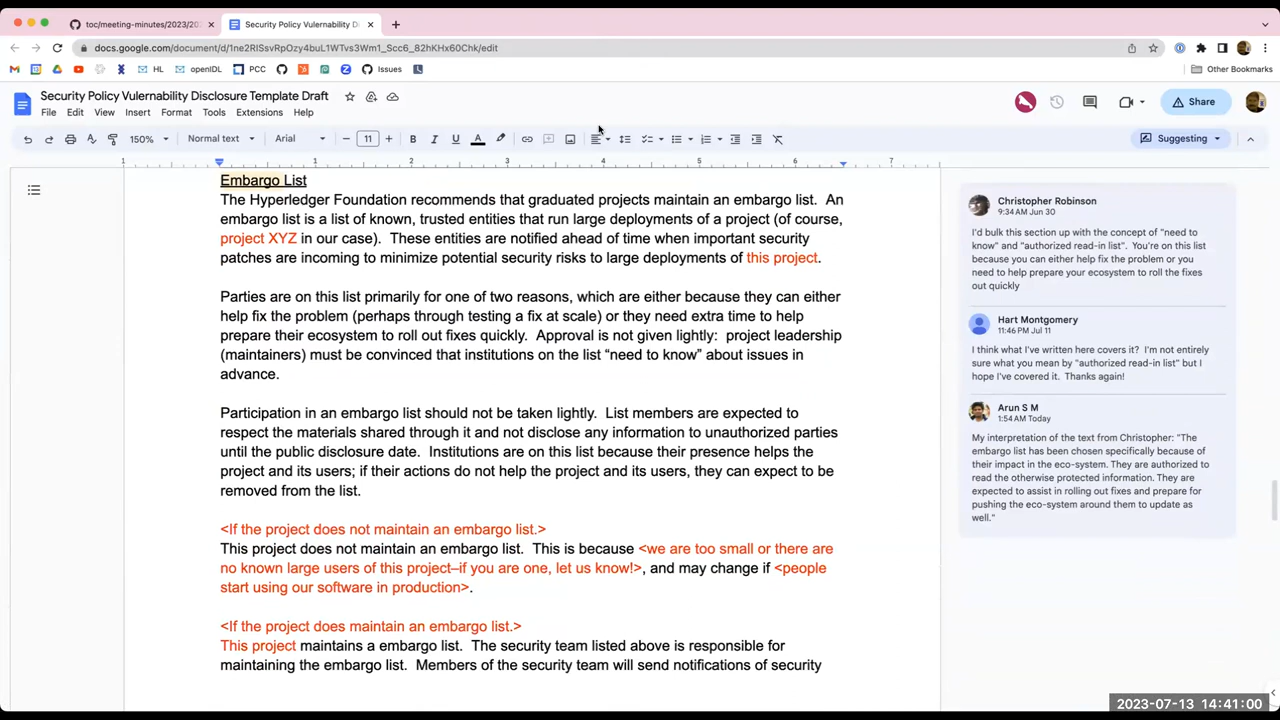 toc/meeting-minutes/2023/202
Security Policy Vulernability D
docs.google.com/document/d/1ne2RISsvRpOzy4buL1WTvs3Wm1_Scc6_82hKHx60Chk/edit
HL
openIDL
PCC
Issues
Other Bookmarks
Security Policy Vulernability Disclosure Template Draft
File Edit View Insert Format Tools Extensions Help
Share
150% Normal text Arial 11
Suggesting
1 1 2 3 4 5 6 7
Embargo List
The Hyperledger Foundation recommends that graduated projects maintain an embargo list. An
embargo list is a list of known, trusted entities that run large deployments of a project (of course,
project XYZ in our case). These entities are notified ahead of time when important security
patches are incoming to minimize potential security risks to large deployments of this project.
Parties are on this list primarily for one of two reasons, which are either because they can either
help fix the problem (perhaps through testing a fix at scale) or they need extra time to help
prepare their ecosystem to roll out fixes quickly. Approval is not given lightly: project leadership
(maintainers) must be convinced that institutions on the list “need to know” about issues in
advance.
Participation in an embargo list should not be taken lightly. List members are expected to
respect the materials shared through it and not disclose any information to unauthorized parties
until the public disclosure date. Institutions are on this list because their presence helps the
project and its users; if their actions do not help the project and its users, they can expect to be
removed from the list.
<If the project does not maintain an embargo list.>
This project does not maintain an embargo list. This is because <we are too small or there are
no known large users of this project–if you are one, let us know!>, and may change if <people
start using our software in production>.
<If the project does maintain an embargo list.>
This project maintains a embargo list. The security team listed above is responsible for
maintaining the embargo list. Members of the security team will send notifications of security
Christopher Robinson
9:34 AM Jun 30
I'd bulk this section up with the concept of "need to
know" and "authorized read-in list". You're on this list
because you can either help fix the problem or you
need to help prepare your ecosystem to roll the fixes
out quickly
Hart Montgomery
11:46 PM Jul 11
I think what I've written here covers it? I'm not entirely
sure what you mean by "authorized read-in list" but I
hope I've covered it. Thanks again!
Arun S M
1:54 AM Today
My interpretation of the text from Christopher: "The
embargo list has been chosen specifically because of
their impact in the eco-system. They are authorized to
read the otherwise protected information. They are
expected to assist in rolling out fixes and prepare for
pushing the eco-system around them to update as
well."
2023-07-13 14:41:00